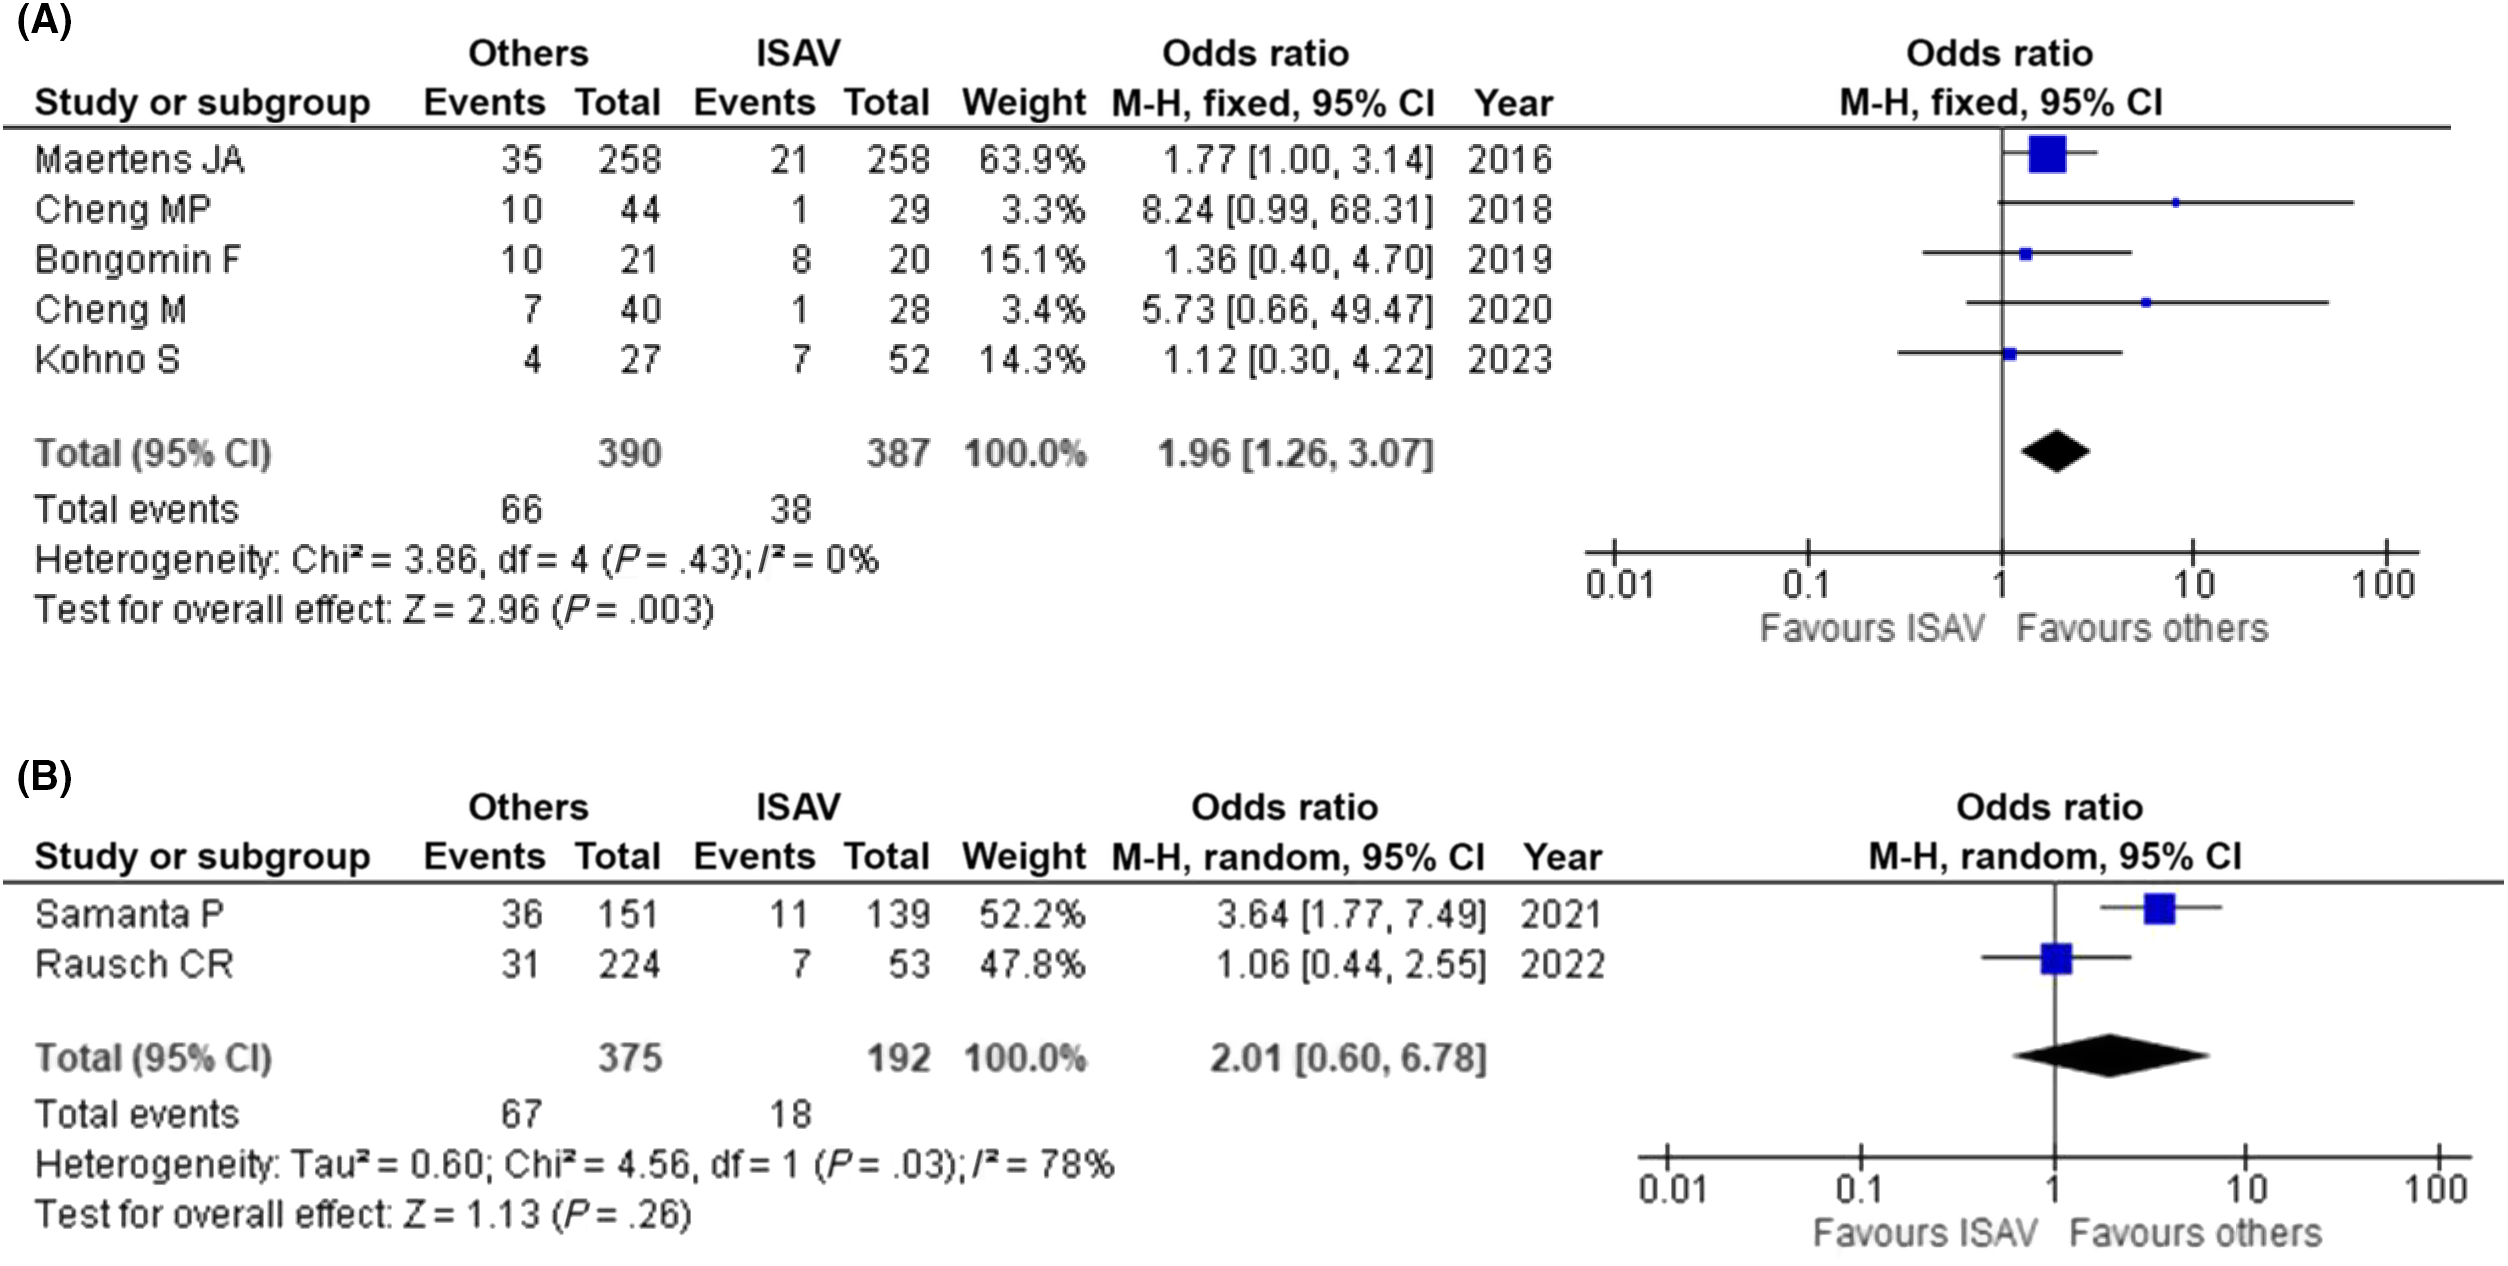 (A)
Others ISAV Odds ratio Odds ratio
Study or subgroup Events Total Events Total Weight M-H, fixed, 95% CI Year M-H, fixed, 95% CI
Maertens JA 35 258 21 258 63.9% 1.77 [1.00, 3.14] 2016
Cheng MP 10 44 1 29 3.3% 8.24 [0.99, 68.31] 2018
Bongomin F 10 21 8 20 15.1% 1.36 [0.40, 4.70] 2019
Cheng M 7 40 1 28 3.4% 5.73 [0.66, 49.47] 2020
Kohno S 4 27 7 52 14.3% 1.12 [0.30, 4.22] 2023
Total (95% CI) 390 387 100.0% 1.96 [1.26, 3.07]
Total events 66 38
Heterogeneity: Chi² = 3.86, df = 4 (P = .43); I² = 0%
Test for overall effect: Z = 2.96 (P = .003)
0.01 0.1 1 10 100
Favours ISAV Favours others
(B)
Others ISAV Odds ratio Odds ratio
Study or subgroup Events Total Events Total Weight M-H, random, 95% CI Year M-H, random, 95% CI
Samanta P 36 151 11 139 52.2% 3.64 [1.77, 7.49] 2021
Rausch CR 31 224 7 53 47.8% 1.06 [0.44, 2.55] 2022
Total (95% CI) 375 192 100.0% 2.01 [0.60, 6.78]
Total events 67 18
Heterogeneity: Tau² = 0.60; Chi² = 4.56, df = 1 (P = .03); I² = 78%
Test for overall effect: Z = 1.13 (P = .26)
0.01 0.1 1 10 100
Favours ISAV Favours others